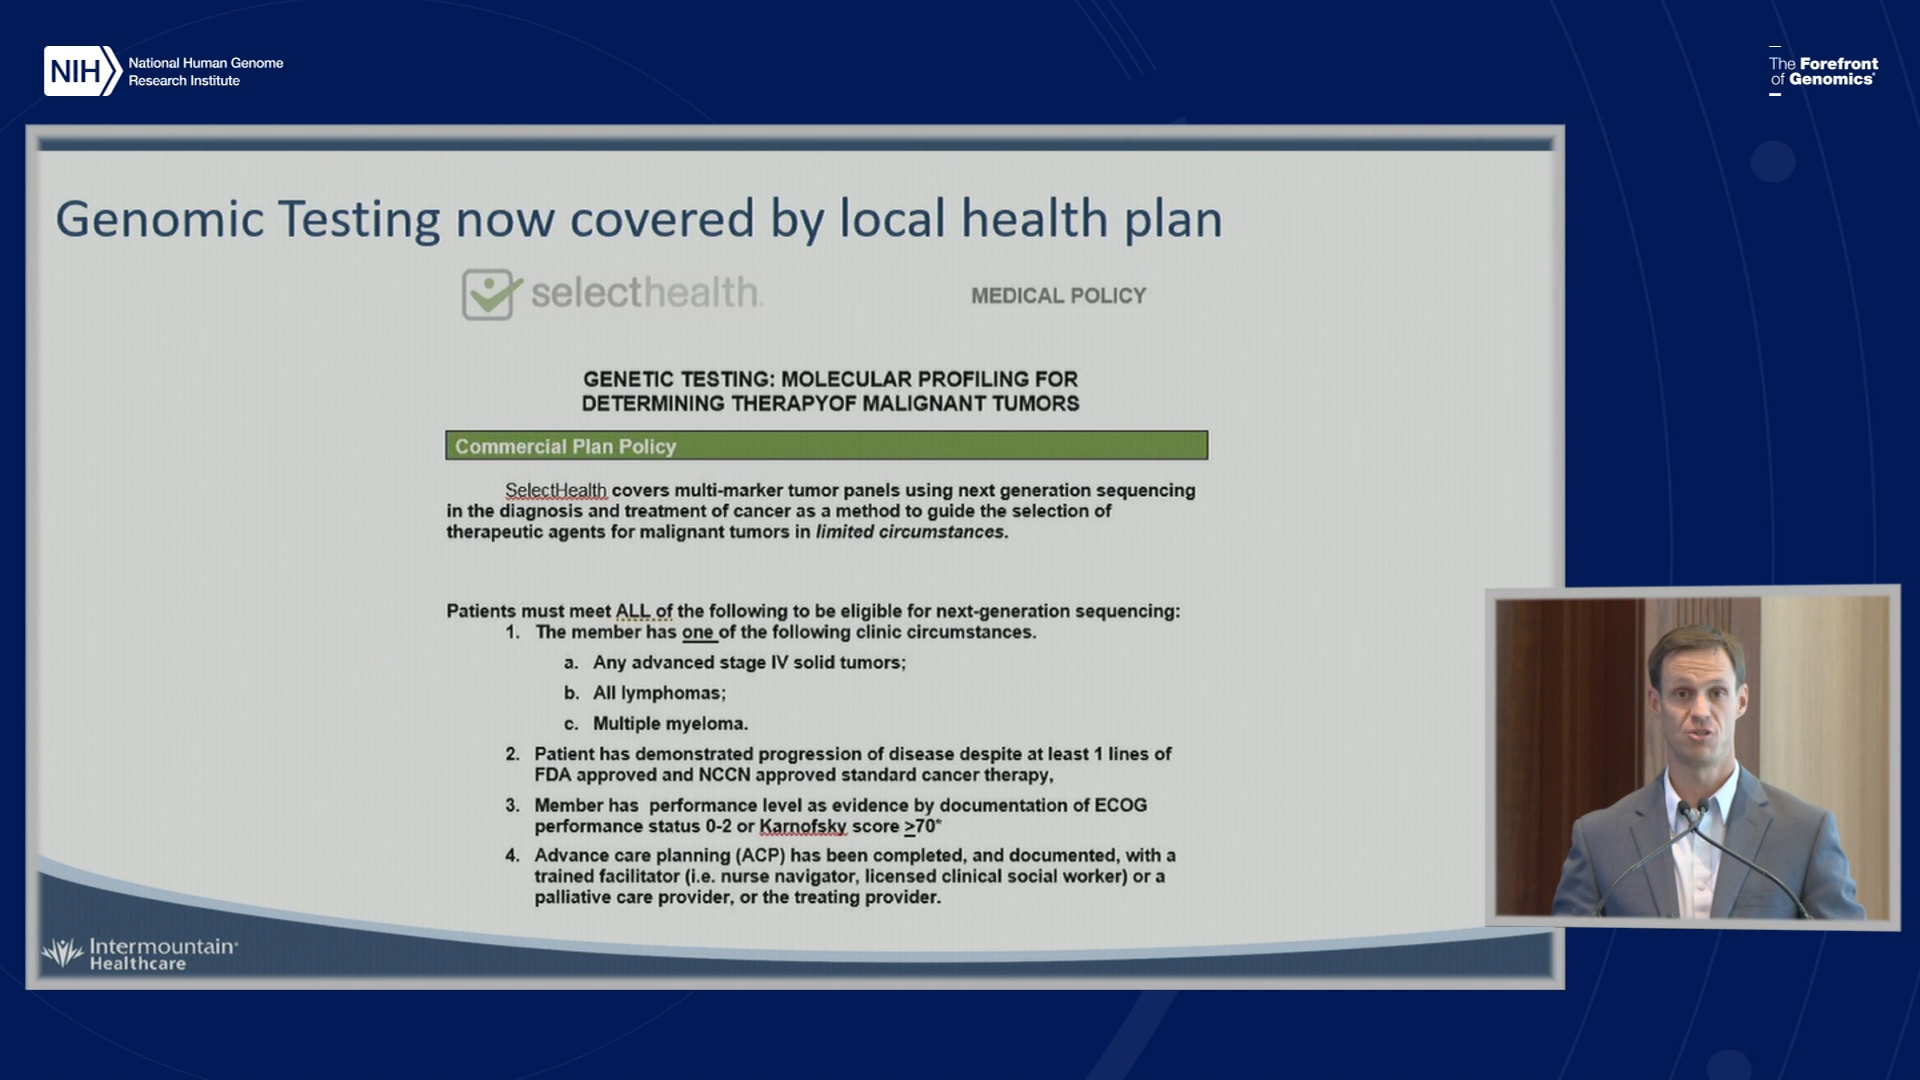 NIH National Human Genome
Research Institute
The Forefront
of Genomics®
Genomic Testing now covered by local health plan
selecthealth.
MEDICAL POLICY
GENETIC TESTING: MOLECULAR PROFILING FOR
DETERMINING THERAPYOF MALIGNANT TUMORS
Commercial Plan Policy
SelectHealth covers multi-marker tumor panels using next generation sequencing
in the diagnosis and treatment of cancer as a method to guide the selection of
therapeutic agents for malignant tumors in limited circumstances.
Patients must meet ALL of the following to be eligible for next-generation sequencing:
1. The member has one of the following clinic circumstances.
a. Any advanced stage IV solid tumors;
b. All lymphomas;
c. Multiple myeloma.
2. Patient has demonstrated progression of disease despite at least 1 lines of
FDA approved and NCCN approved standard cancer therapy,
3. Member has performance level as evidence by documentation of ECOG
performance status 0-2 or Karnofsky score >70*
4. Advance care planning (ACP) has been completed, and documented, with a
trained facilitator (i.e. nurse navigator, licensed clinical social worker) or a
palliative care provider, or the treating provider.
Intermountain®
Healthcare